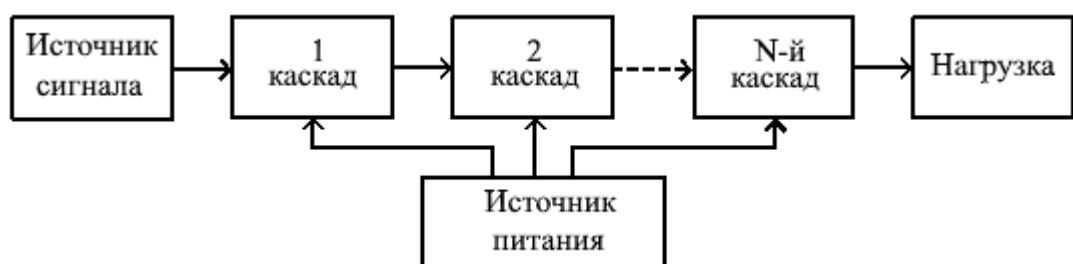 Источник
сигнала
1
каскад
2
каскад
N-й
каскад
Нагрузка
Источник
питания